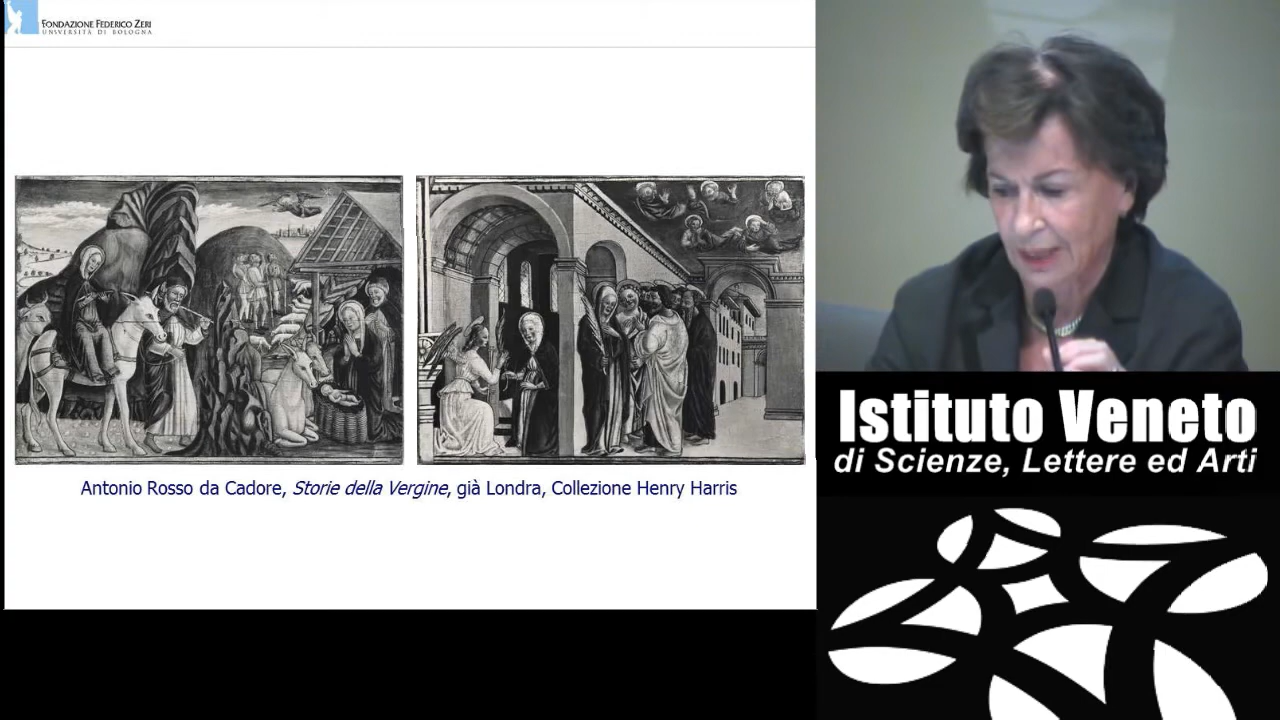 FONDAZIONE FEDERICO ZERI
UNIVERSITÀ DI BOLOGNA
Antonio Rosso da Cadore, Storie della Vergine, già Londra, Collezione Henry Harris
Istituto Veneto
di Scienze, Lettere ed Arti